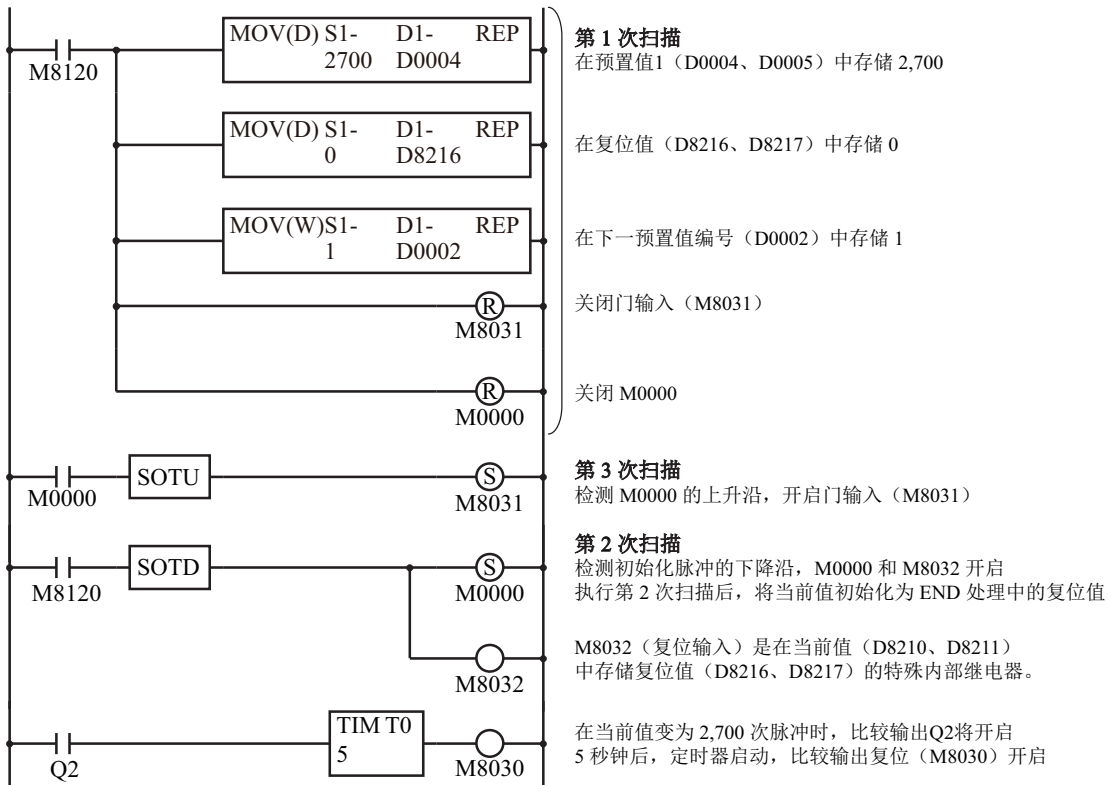 MOV(D) S1- D1- REP
2700 D0004
M8120
第 1 次扫描
在预置值1（D0004、D0005）中存储 2,700
MOV(D) S1- D1- REP
0 D8216
在复位值（D8216、D8217）中存储 0
MOV(W)S1- D1- REP
1 D0002
在下一预置值编号（D0002）中存储 1
R
M8031
关闭门输入（M8031）
R
M0000
关闭 M0000
M0000
SOTU
S
M8031
第 3 次扫描
检测 M0000 的上升沿，开启门输入（M8031）
M8120
SOTD
S
M0000
第 2 次扫描
检测初始化脉冲的下降沿，M0000 和 M8032 开启
执行第 2 次扫描后，将当前值初始化为 END 处理中的复位值
M8032
M8032（复位输入）是在当前值（D8210、D8211）
中存储复位值（D8216、D8217）的特殊内部继电器。
Q2
TIM T0
5
M8030
在当前值变为 2,700 次脉冲时，比较输出Q2将开启
5 秒钟后，定时器启动，比较输出复位（M8030）开启